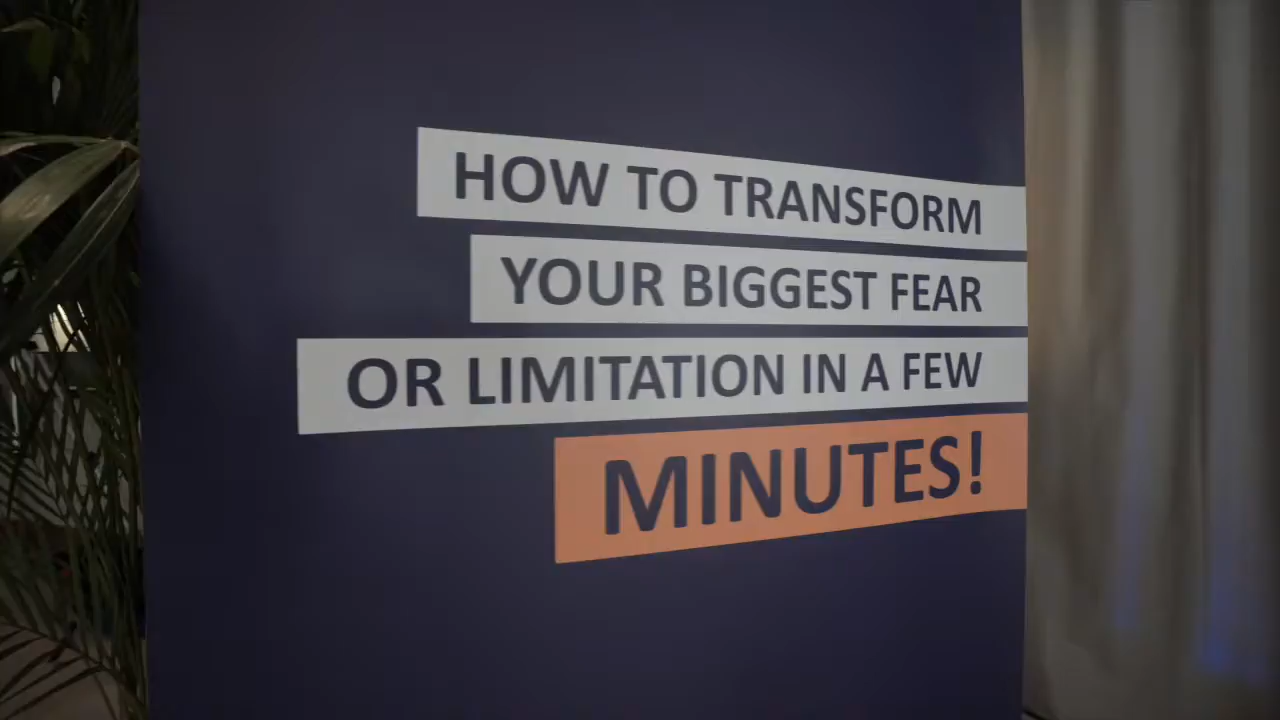 HOW TO TRANSFORM
YOUR BIGGEST FEAR
OR LIMITATION IN A FEW
MINUTES!